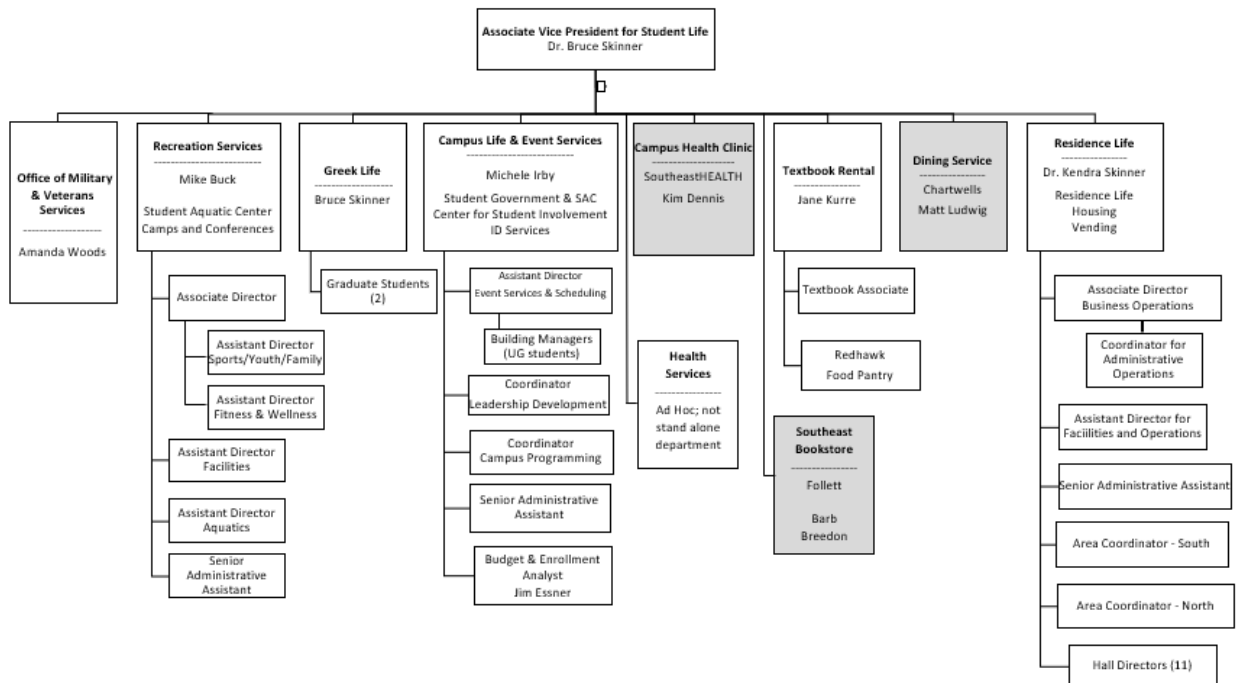 Associate Vice President for Student Life
Dr. Bruce Skinner
Office of Military
& Veterans
Services
--------------------
Amanda Woods
Recreation Services
---------------------------
Mike Buck
Student Aquatic Center
Camps and Conferences
Associate Director
Assistant Director
Sports/Youth/Family
Assistant Director
Fitness & Wellness
Assistant Director
Facilities
Assistant Director
Aquatics
Senior
Administrative
Assistant
Greek Life
--------------------
Bruce Skinner
Graduate Students
(2)
Campus Life & Event Services
---------------------------
Michele Irby
Student Government & SAC
Center for Student Involvement
ID Services
Assistant Director
Event Services & Scheduling
Building Managers
(UG students)
Coordinator
Leadership Development
Coordinator
Campus Programming
Senior Administrative
Assistant
Budget & Enrollment
Analyst
Jim Essner
Campus Health Clinic
---------------------
SoutheastHEALTH
Kim Dennis
Health
Services
-----------------
Ad Hoc; not
stand alone
department
Textbook Rental
-----------------
Jane Kurre
Textbook Associate
Redhawk
Food Pantry
Southeast
Bookstore
-----------------
Follett
Barb
Breedon
Dining Service
-----------------
Chartwells
Matt Ludwig
Residence Life
-----------------
Dr. Kendra Skinner
Residence Life
Housing
Vending
Associate Director
Business Operations
Coordinator for
Administrative
Operations
Assistant Director for
Faciilities and Operations
Senior Administrative Assistant
Area Coordinator - South
Area Coordinator - North
Hall Directors (11)